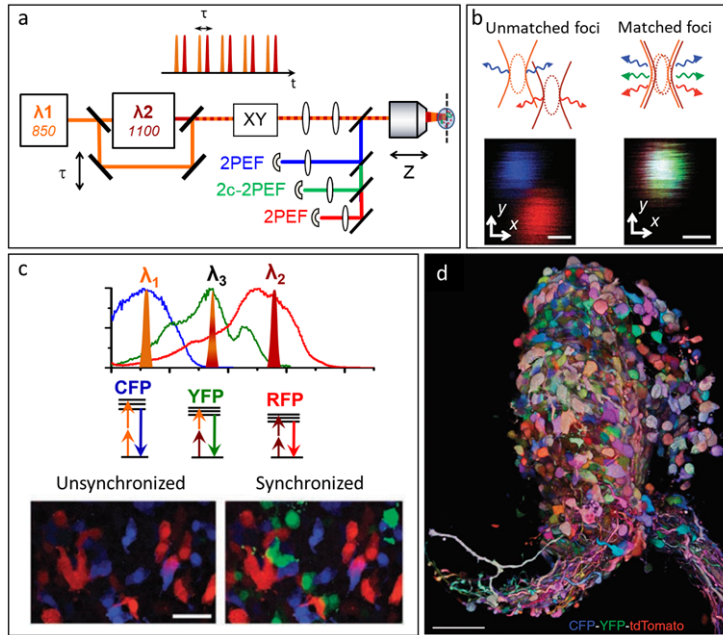 a
τ
t
λ1
850
λ2
1100
XY
τ
2PEF
2c-2PEF
2PEF
Z
b
Unmatched foci
Matched foci
y
x
y
x
c
λ1
λ3
λ2
CFP
YFP
RFP
Unsynchronized
Synchronized
d
CFP-YFP-tdTomato